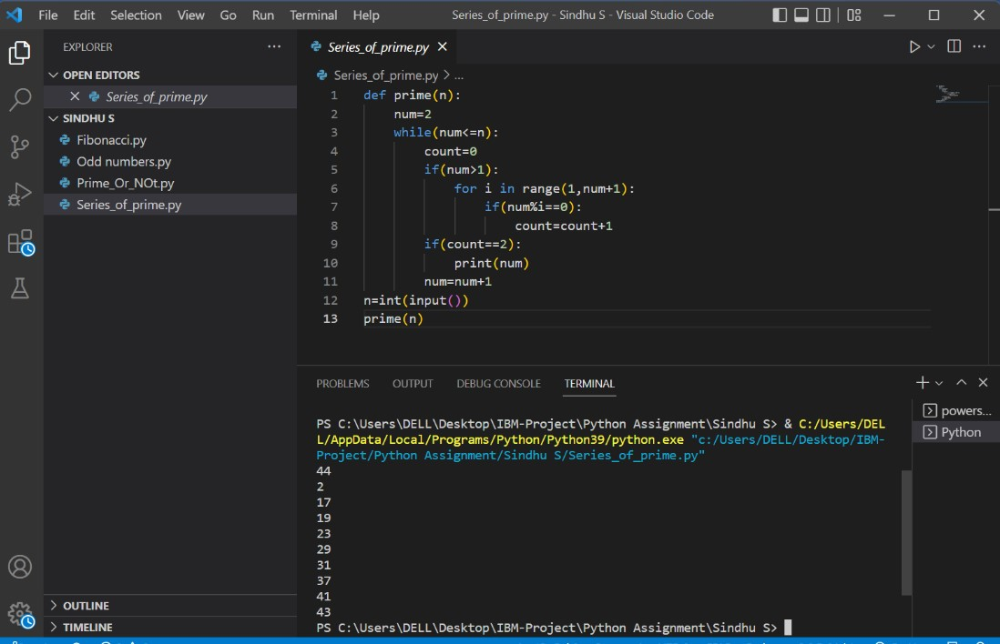 File Edit Selection View Go Run Terminal Help Series_of_prime.py - Sindhu S - Visual Studio Code
EXPLORER
OPEN EDITORS
Series_of_prime.py
SINDHU S
Fibonacci.py
Odd numbers.py
Prime_Or_NOt.py
Series_of_prime.py
OUTLINE
TIMELINE
Series_of_prime.py
Series_of_prime.py > ...
1 def prime(n):
2 num=2
3 while(num<=n):
4 count=0
5 if(num>1):
6 for i in range(1,num+1):
7 if(num%i==0):
8 count=count+1
9 if(count==2):
10 print(num)
11 num=num+1
12 n=int(input())
13 prime(n)
PROBLEMS OUTPUT DEBUG CONSOLE TERMINAL
PS C:\Users\DELL\Desktop\IBM-Project\Python Assignment\Sindhu S> & C:/Users/DEL
L/AppData/Local/Programs/Python/Python39/python.exe "c:/Users/DELL/Desktop/IBM-
Project/Python Assignment/Sindhu S/Series_of_prime.py"
44
2
17
19
23
29
31
37
41
43
PS C:\Users\DELL\Desktop\IBM-Project\Python Assignment\Sindhu S>
powers...
Python